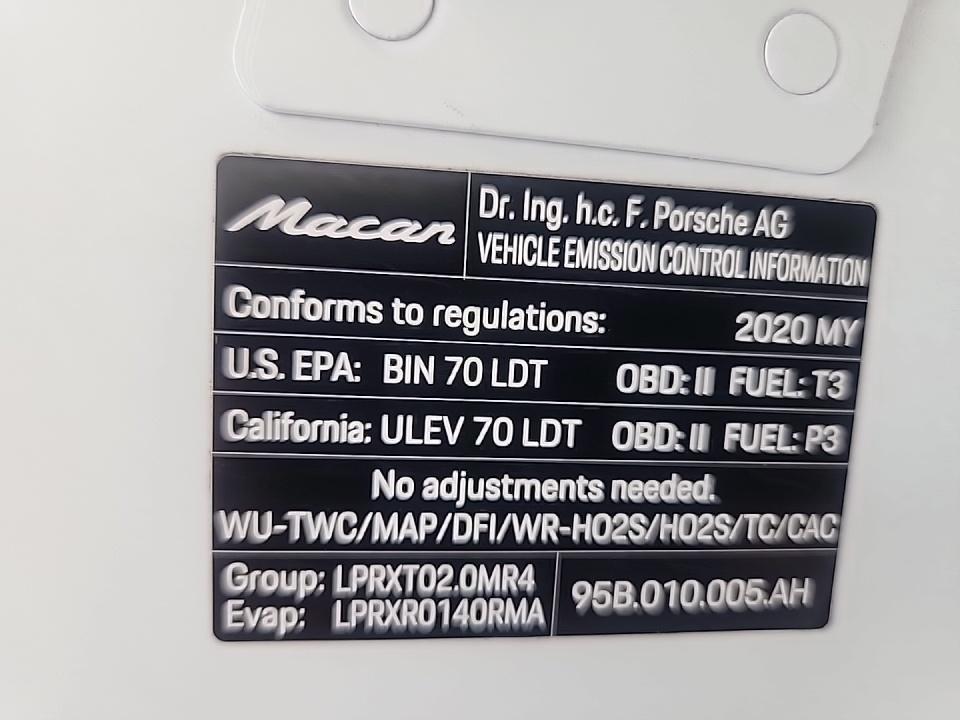 Macan
Dr. Ing. h.c. F. Porsche AG
VEHICLE EMISSION CONTROL INFORMATION
Conforms to regulations: 2020 MY
U.S. EPA: BIN 70 LDT OBD: II FUEL: T3
California: ULEV 70 LDT OBD: II FUEL: P3
No adjustments needed.
WU-TWC/MAP/DFI/WR-HO2S/HO2S/TC/CAC
Group: LPRXT02.0MR4
Evap: LPRXR0140RMA
95B.010.005.AH